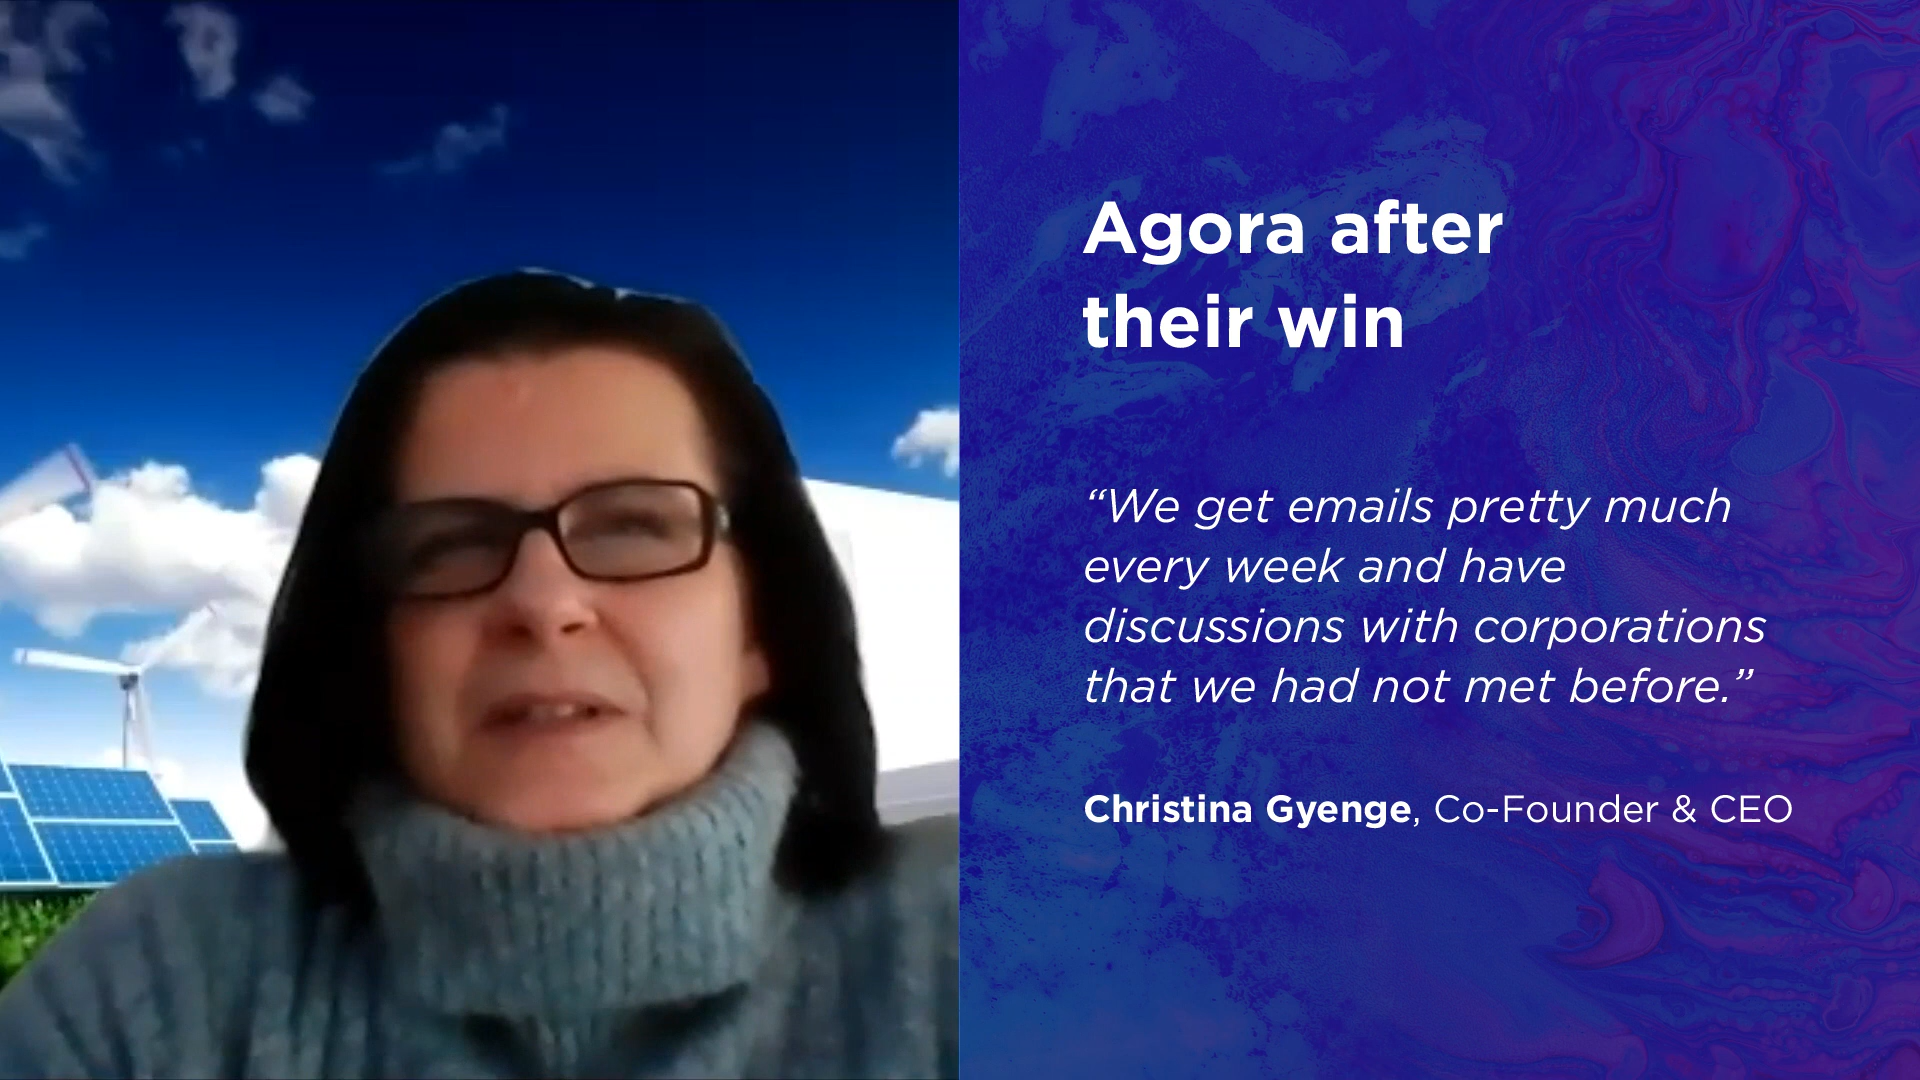 Agora after
their win
“We get emails pretty much
every week and have
discussions with corporations
that we had not met before.”
Christina Gyenge, Co-Founder & CEO